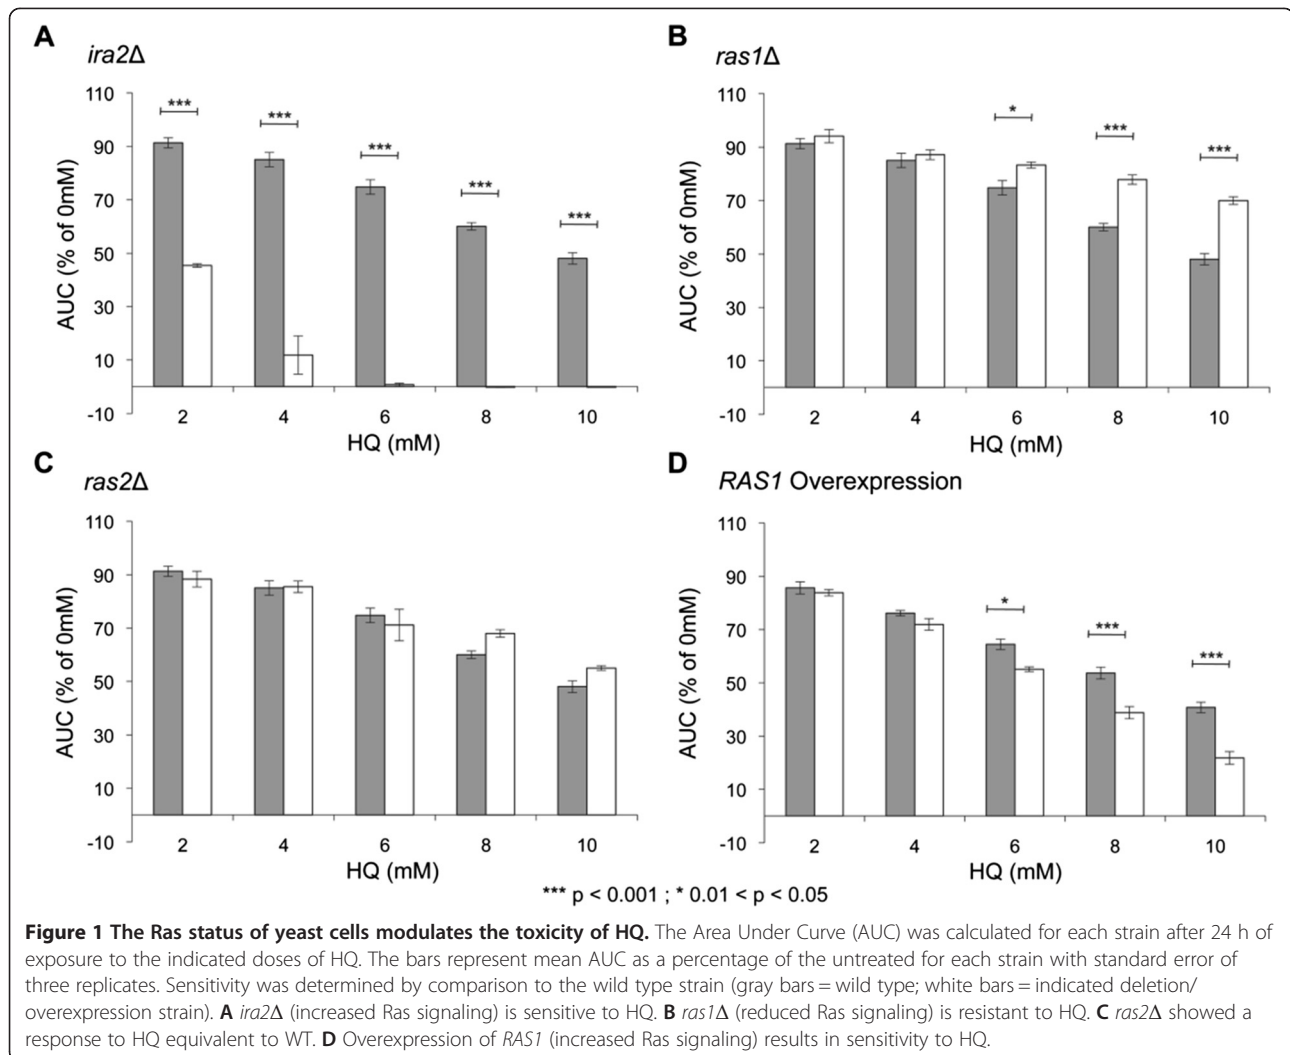 A
ira2Δ
AUC (% of 0mM)
110
90
70
50
30
10
-10
***
***
***
***
***
2 4 6 8 10
HQ (mM)
B
ras1Δ
AUC (% of 0mM)
110
90
70
50
30
10
-10
*
***
***
2 4 6 8 10
HQ (mM)
C
ras2Δ
AUC (% of 0mM)
110
90
70
50
30
10
-10
2 4 6 8 10
HQ (mM)
D
RAS1 Overexpression
AUC (% of 0mM)
110
90
70
50
30
10
-10
*
***
***
2 4 6 8 10
HQ (mM)
*** p < 0.001 ; * 0.01 < p < 0.05
Figure 1 The Ras status of yeast cells modulates the toxicity of HQ. The Area Under Curve (AUC) was calculated for each strain after 24 h of
exposure to the indicated doses of HQ. The bars represent mean AUC as a percentage of the untreated for each strain with standard error of
three replicates. Sensitivity was determined by comparison to the wild type strain (gray bars = wild type; white bars = indicated deletion/
overexpression strain). A ira2Δ (increased Ras signaling) is sensitive to HQ. B ras1Δ (reduced Ras signaling) is resistant to HQ. C ras2Δ showed a
response to HQ equivalent to WT. D Overexpression of RAS1 (increased Ras signaling) results in sensitivity to HQ.